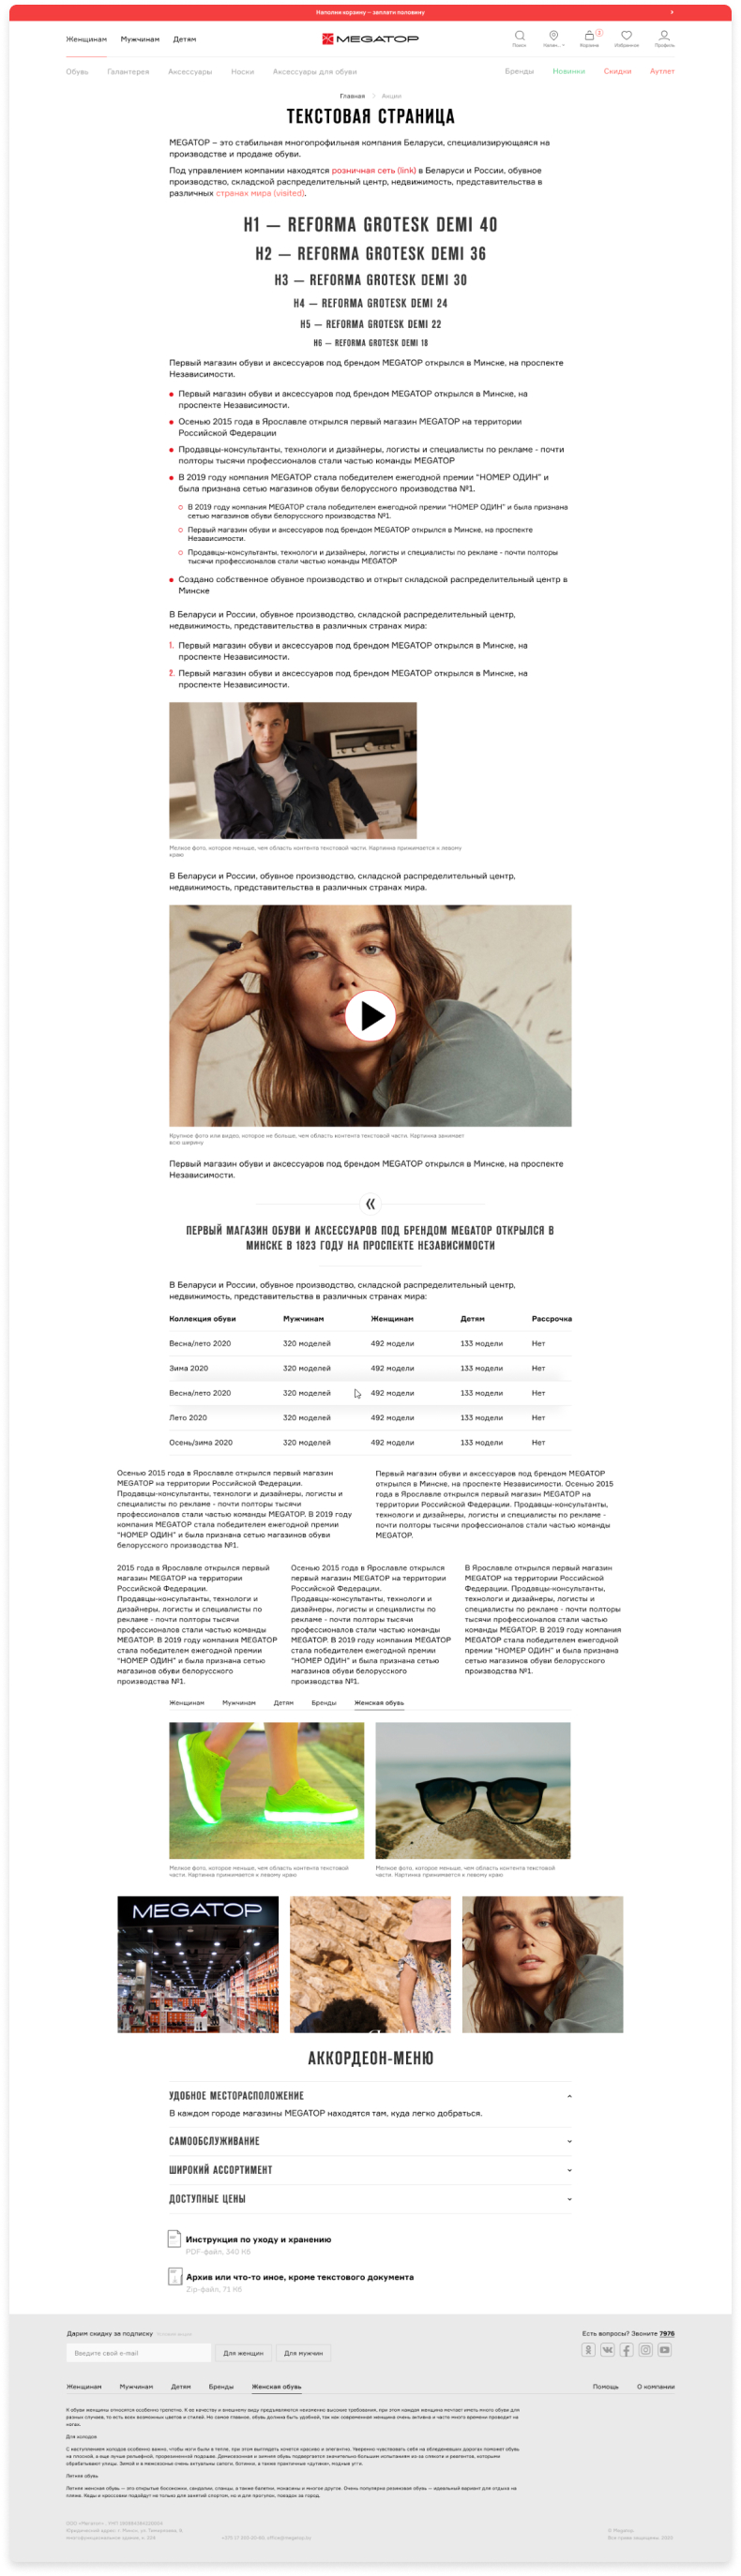 Наполни корзину – заплати половину
Женщинам Мужчинам Детям
MEGATOP
Поиск Корзина 2 Избранное Профиль
Обувь Галантерея Аксессуары Носки Аксессуары для обуви Бренды Новинки Скидки Аутлет
Главная > Акции
ТЕКСТОВАЯ СТРАНИЦА
MEGATOP – это стабильная многопрофильная компания Беларуси, специализирующаяся на
производстве и продаже обуви.
Под управлением компании находятся розничная сеть (link) в Беларуси и России, обувное
производство, складской распределительный центр, недвижимость, представительства в
различных странах мира (visited).
H1 — REFORMA GROTESK DEMI 40
H2 — REFORMA GROTESK DEMI 36
H3 — REFORMA GROTESK DEMI 30
H4 — REFORMA GROTESK DEMI 24
H5 — REFORMA GROTESK DEMI 22
H6 — REFORMA GROTESK DEMI 18
Первый магазин обуви и аксессуаров под брендом MEGATOP открылся в Минске, на проспекте
Независимости.
Первый магазин обуви и аксессуаров под брендом MEGATOP открылся в Минске, на
проспекте Независимости.
Осенью 2015 года в Ярославле открылся первый магазин MEGATOP на территории
Российской Федерации
Продавцы-консультанты, технологи и дизайнеры, логисты и специалисты по рекламе - почти
полторы тысячи профессионалов стали частью команды MEGATOP
В 2019 году компания MEGATOP стала победителем ежегодной премии “НОМЕР ОДИН” и
была признана сетью магазинов обуви белорусского производства №1.
В 2019 году компания MEGATOP стала победителем ежегодной премии “НОМЕР ОДИН” и была признана
сетью магазинов обуви белорусского производства №1.
Первый магазин обуви и аксессуаров под брендом MEGATOP открылся в Минске, на проспекте
Независимости.
Продавцы-консультанты, технологи и дизайнеры, логисты и специалисты по рекламе - почти полторы
тысячи профессионалов стали частью команды MEGATOP
Создано собственное обувное производство и открыт складской распределительный центр в
Минске
В Беларуси и России, обувное производство, складской распределительный центр,
недвижимость, представительства в различных странах мира:
1. Первый магазин обуви и аксессуаров под брендом MEGATOP открылся в Минске, на
проспекте Независимости.
2. Первый магазин обуви и аксессуаров под брендом MEGATOP открылся в Минске, на
проспекте Независимости.
Мелкое фото, которое меньше, чем область контента текстовой части. Картинка прижимается к левому
краю
В Беларуси и России, обувное производство, складской распределительный центр,
недвижимость, представительства в различных странах мира.
Крупное фото или видео, которое не больше, чем область контента текстовой части. Картинка занимает
всю ширину
Первый магазин обуви и аксессуаров под брендом MEGATOP открылся в Минске, на проспекте
Независимости.
«
ПЕРВЫЙ МАГАЗИН ОБУВИ И АКСЕССУАРОВ ПОД БРЕНДОМ MEGATOP ОТКРЫЛСЯ В
МИНСКЕ В 1823 ГОДУ НА ПРОСПЕКТЕ НЕЗАВИСИМОСТИ
В Беларуси и России, обувное производство, складской распределительный центр,
недвижимость, представительства в различных странах мира:
Коллекция обуви Мужчинам Женщинам Детям Рассрочка
Весна/лето 2020 320 моделей 492 модели 133 модели Нет
Зима 2020 320 моделей 492 модели 133 модели Нет
Весна/лето 2020 320 моделей 492 модели 133 модели Нет
Лето 2020 320 моделей 492 модели 133 модели Нет
Осень/зима 2020 320 моделей 492 модели 133 модели Нет
Осенью 2015 года в Ярославле открылся первый магазин
MEGATOP на территории Российской Федерации.
Продавцы-консультанты, технологи и дизайнеры, логисты и
специалисты по рекламе - почти полторы тысячи
профессионалов стали частью команды MEGATOP. В 2019 году
компания MEGATOP стала победителем ежегодной премии
“НОМЕР ОДИН” и была признана сетью магазинов обуви
белорусского производства №1.
Первый магазин обуви и аксессуаров под брендом MEGATOP
открылся в Минске, на проспекте Независимости. Осенью 2015
года в Ярославле открылся первый магазин MEGATOP на
территории Российской Федерации. Продавцы-консультанты,
технологи и дизайнеры, логисты и специалисты по рекламе -
почти полторы тысячи профессионалов стали частью команды
MEGATOP.
2015 года в Ярославле открылся первый
магазин MEGATOP на территории
Российской Федерации.
Продавцы-консультанты, технологи и
дизайнеры, логисты и специалисты по
рекламе - почти полторы тысячи
профессионалов стали частью команды
MEGATOP. В 2019 году компания MEGATOP
стала победителем ежегодной премии
“НОМЕР ОДИН” и была признана сетью
магазинов обуви белорусского
производства №1.
Осенью 2015 года в Ярославле открылся
первый магазин MEGATOP на территории
Российской Федерации.
Продавцы-консультанты, технологи и
дизайнеры, логисты и специалисты по
рекламе - почти полторы тысячи
профессионалов стали частью команды
MEGATOP. В 2019 году компания MEGATOP
стала победителем ежегодной премии
“НОМЕР ОДИН” и была признана сетью
магазинов обуви белорусского
производства №1.
В Ярославле открылся первый магазин
MEGATOP на территории Российской
Федерации. Продавцы-консультанты,
технологи и дизайнеры, логисты и
специалисты по рекламе - почти полторы
тысячи профессионалов стали частью
команды MEGATOP. В 2019 году компания
MEGATOP стала победителем ежегодной
премии “НОМЕР ОДИН” и была признана
сетью магазинов обуви белорусского
производства №1.
Женщинам Мужчинам Детям Бренды Женская обувь
Мелкое фото, которое меньше, чем область контента текстовой
части. Картинка прижимается к левому краю
Мелкое фото, которое меньше, чем область контента текстовой
части. Картинка прижимается к левому краю
MEGATOP
АККОРДЕОН-МЕНЮ
УДОБНОЕ МЕСТОРАСПОЛОЖЕНИЕ
В каждом городе магазины MEGATOP находятся там, куда легко добраться.
САМООБСЛУЖИВАНИЕ
ШИРОКИЙ АССОРТИМЕНТ
ДОСТУПНЫЕ ЦЕНЫ
Инструкция по уходу и хранению
PDF-файл, 340 Кб
Архив или что-то иное, кроме текстового документа
Zip-файл, 71 Кб
Дарим скидку за подписку
Есть вопросы? Звоните 7976
Введите свой e-mail Для женщин Для мужчин
Женщинам Мужчинам Детям Бренды Женская обувь Помощь О компании
Для холодов
Летняя обувь
© Megatop
Все права защищены, 2020